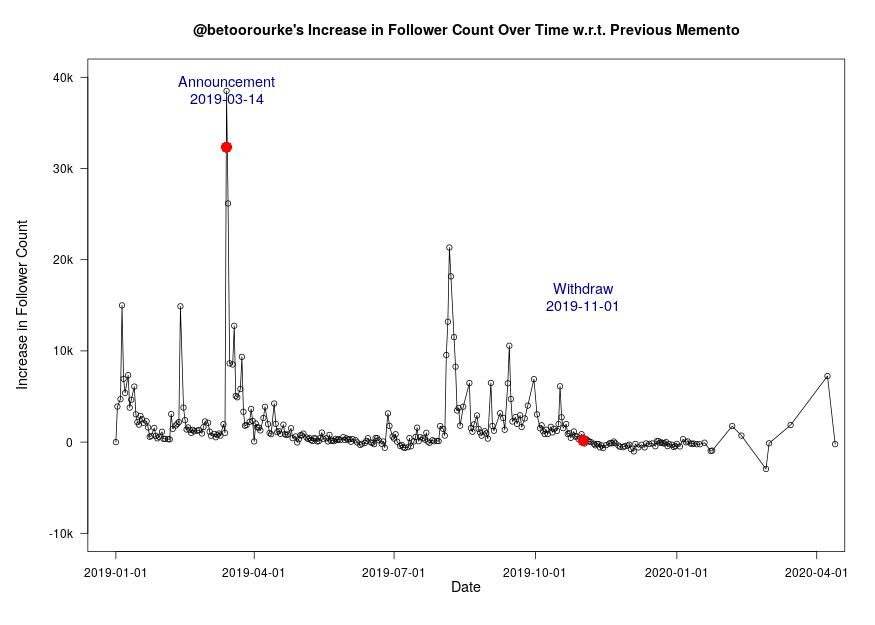 @betoorourke's Increase in Follower Count Over Time w.r.t. Previous Memento
Announcement
2019-03-14
Withdraw
2019-11-01
Increase in Follower Count
40k
30k
20k
10k
0
-10k
2019-01-01
2019-04-01
2019-07-01
2019-10-01
2020-01-01
2020-04-01
Date